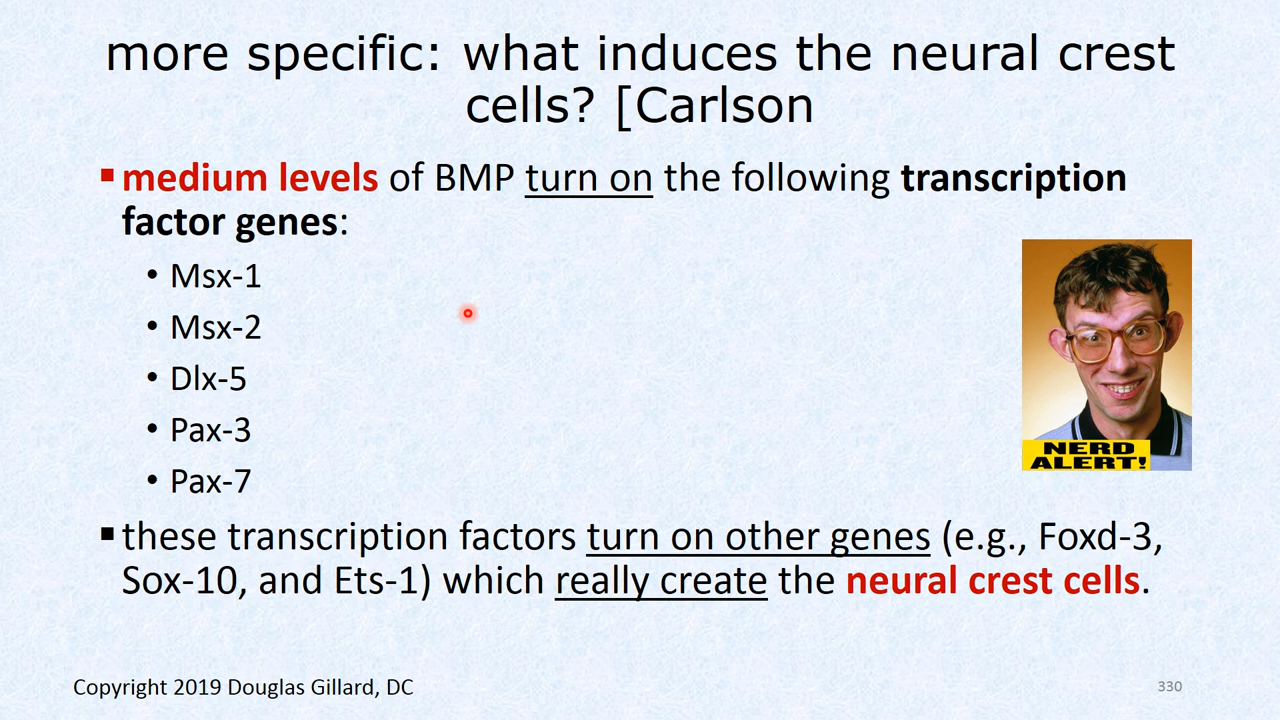 more specific: what induces the neural crest
cells? [Carlson
▪medium levels of BMP turn on the following transcription
factor genes:
• Msx-1
• Msx-2
• Dlx-5
• Pax-3
• Pax-7
NERD
ALERT!
▪these transcription factors turn on other genes (e.g., Foxd-3,
Sox-10, and Ets-1) which really create the neural crest cells.
Copyright 2019 Douglas Gillard, DC
330